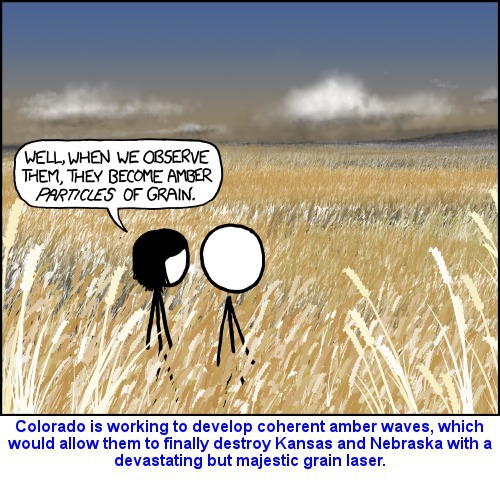 WELL, WHEN WE OBSERVE
THEM, THEY BECOME AMBER
PARTICLES OF GRAIN.
Colorado is working to develop coherent amber waves, which
would allow them to finally destroy Kansas and Nebraska with a
devastating but majestic grain laser.